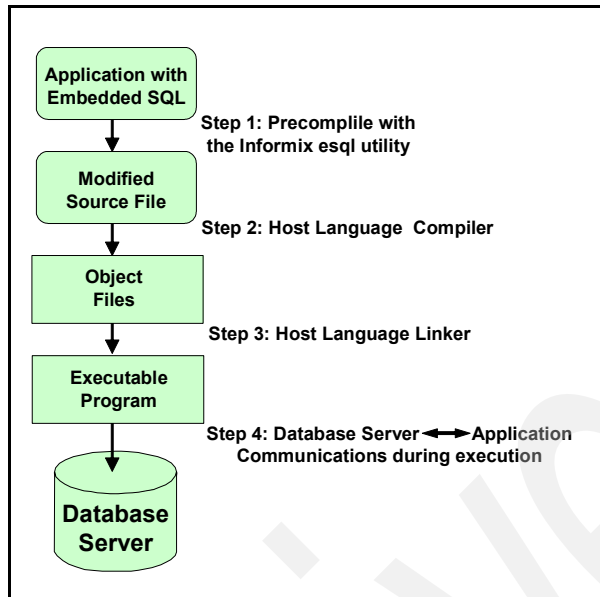 Application with
Embedded SQL
Step 1: Precomplile with
the Informix esql utility
Modified
Source File
Step 2: Host Language Compiler
Object
Files
Step 3: Host Language Linker
Executable
Program
Step 4: Database Server Application
Communications during execution
Database
Server